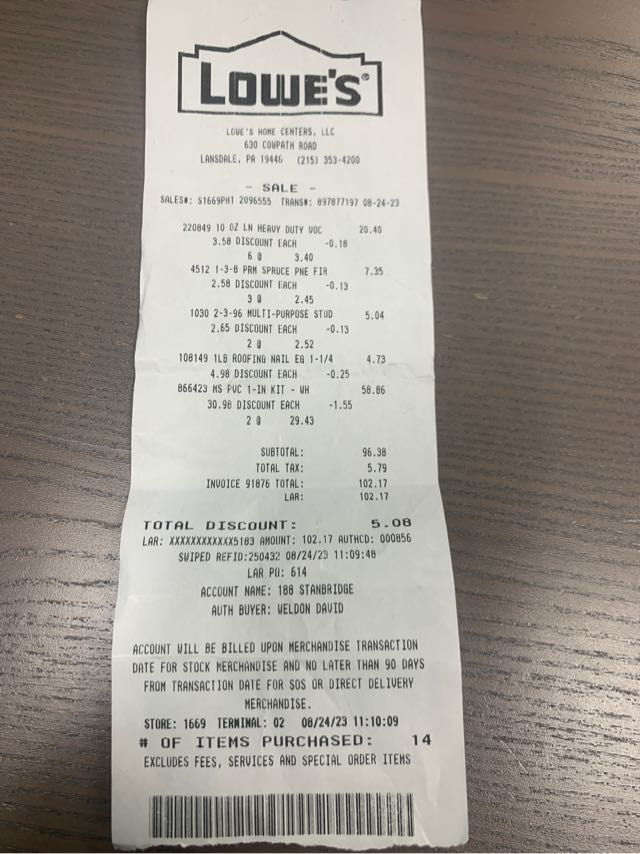 LOWE'S®
LOWE'S HOME CENTERS, LLC
630 COWPATH ROAD
LANSDALE, PA 19446 (215) 353-4200
- SALE -
SALES#: S1669PH1 2096555 TRANS#: 897877197 08-24-23
220849 10 OZ LN HEAVY DUTY VOC 20.40
3.58 DISCOUNT EACH -0.18
6 @ 3.40
4512 1-3-8 PRM SPRUCE PNE FIR 7.35
2.58 DISCOUNT EACH -0.13
3 @ 2.45
1030 2-3-96 MULTI-PURPOSE STUD 5.04
2.65 DISCOUNT EACH -0.13
2 @ 2.52
108149 1LB ROOFING NAIL EG 1-1/4 4.73
4.98 DISCOUNT EACH -0.25
866423 MS PVC 1-IN KIT - WH 58.86
30.98 DISCOUNT EACH -1.55
2 @ 29.43
SUBTOTAL: 96.38
TOTAL TAX: 5.79
INVOICE 91876 TOTAL: 102.17
LAR: 102.17
TOTAL DISCOUNT: 5.08
LAR: XXXXXXXXXXXX5183 AMOUNT: 102.17 AUTHCD: 000856
SWIPED REFID:250432 08/24/23 11:09:48
LAR PO: 614
ACCOUNT NAME: 188 STANBRIDGE
AUTH BUYER: WELDON DAVID
ACCOUNT WILL BE BILLED UPON MERCHANDISE TRANSACTION
DATE FOR STOCK MERCHANDISE AND NO LATER THAN 90 DAYS
FROM TRANSACTION DATE FOR SOS OR DIRECT DELIVERY
MERCHANDISE.
STORE: 1669 TERMINAL: 02 08/24/23 11:10:09
# OF ITEMS PURCHASED: 14
EXCLUDES FEES, SERVICES AND SPECIAL ORDER ITEMS